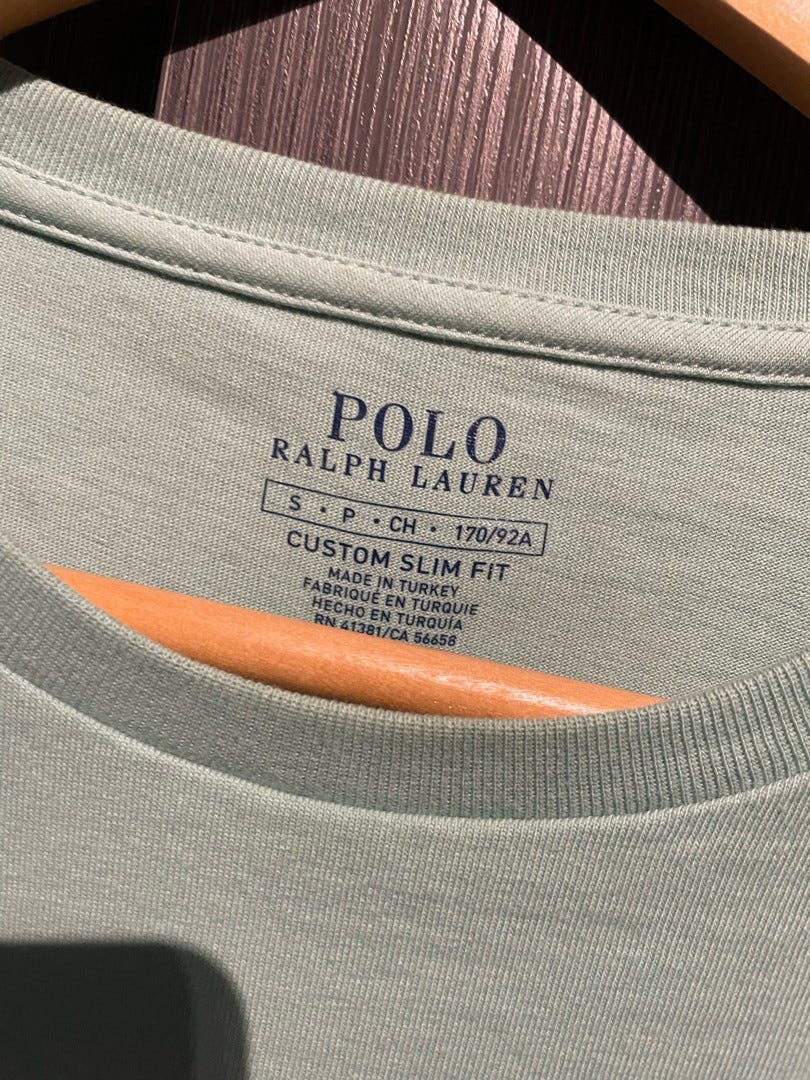 POLO
RALPH LAUREN
S • P • CH • 170/92A
CUSTOM SLIM FIT
MADE IN TURKEY
FABRIQUÉ EN TURQUIE
HECHO EN TURQUÍA
RN 41381/CA 56658